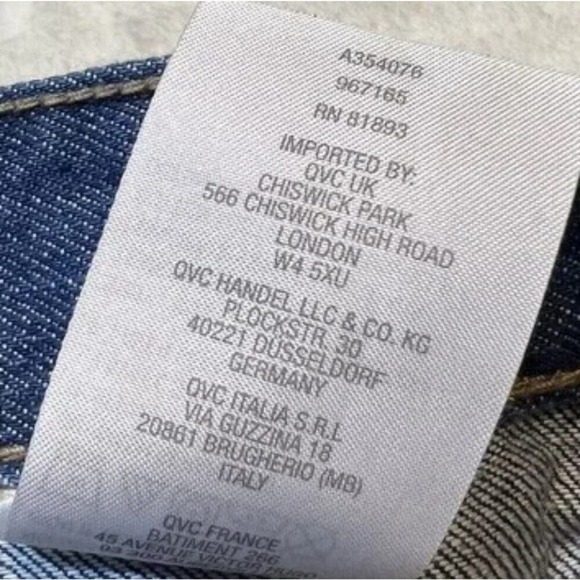 A354076
967165
RN 81893
IMPORTED BY:
QVC UK
CHISWICK PARK
566 CHISWICK HIGH ROAD
LONDON
W4 5XU
QVC HANDEL LLC & CO. KG
PLOCKSTR. 30
40221 DUSSELDORF
GERMANY
QVC ITALIA S.R.L
VIA GUZZINA 18
20861 BRUGHERIO (MB)
ITALY
QVC FRANCE
BATIMENT 266
45 AVENUE VICTOR HUGO